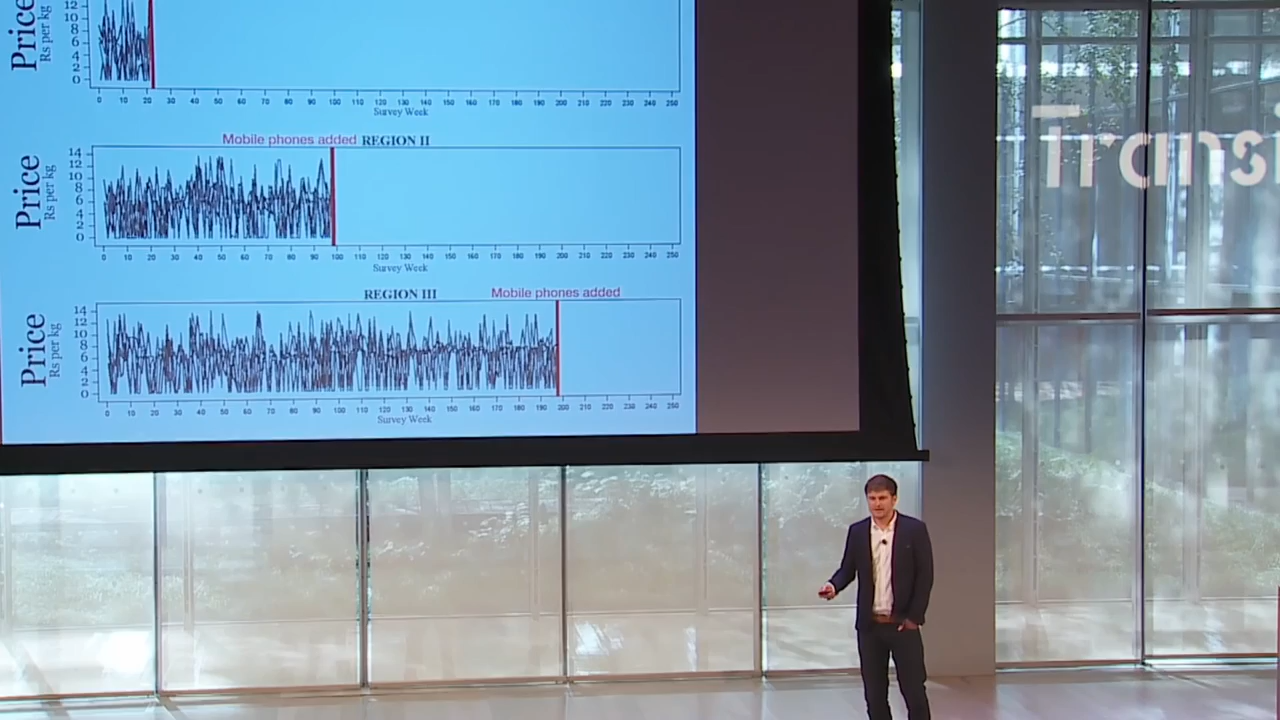 Price
Rs per kg
12
10
8
6
4
2
0
0 10 20 30 40 50 60 70 80 90 100 110 120 130 140 150 160 170 180 190 200 210 220 230 240 250
Survey Week
Mobile phones added REGION II
Price
Rs per kg
14
12
10
8
6
4
2
0
0 10 20 30 40 50 60 70 80 90 100 110 120 130 140 150 160 170 180 190 200 210 220 230 240 250
Survey Week
REGION III Mobile phones added
Price
Rs per kg
14
12
10
8
6
4
2
0
0 10 20 30 40 50 60 70 80 90 100 110 120 130 140 150 160 170 180 190 200 210 220 230 240 250
Survey Week
Trans